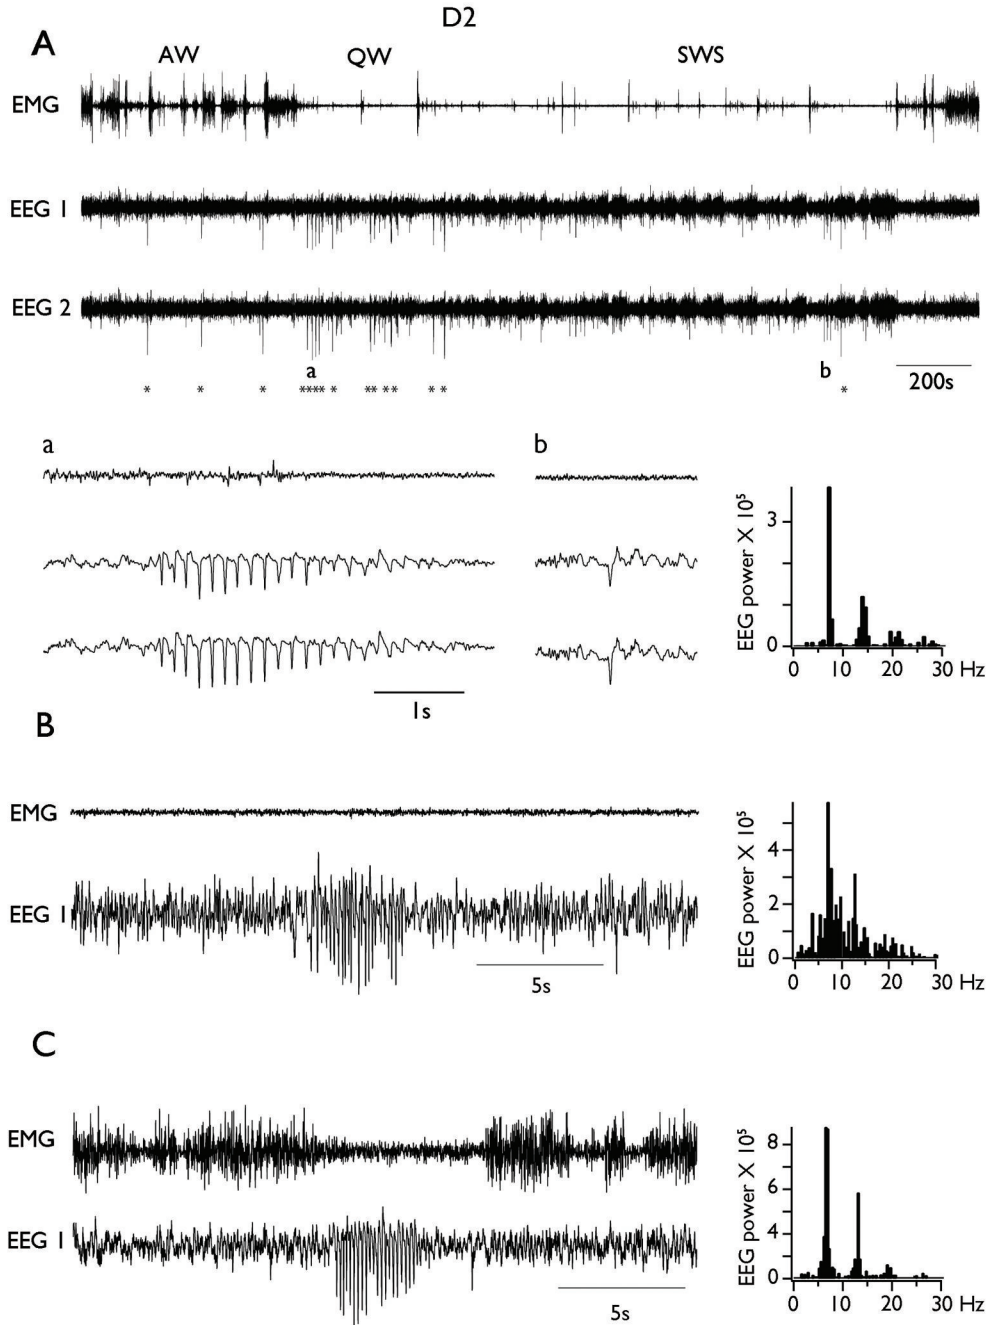 D2
A
AW QW SWS
EMG
EEG 1
EEG 2
a b
* * * **** * ** ** * * *
200s
a b
EEG power X 10⁵
3
0
0 10 20 30 Hz
1s
B
EMG
EEG 1
5s
EEG power X 10⁵
4
2
0
0 10 20 30 Hz
C
EMG
EEG 1
5s
EEG power X 10⁵
8
6
4
0
0 10 20 30 Hz